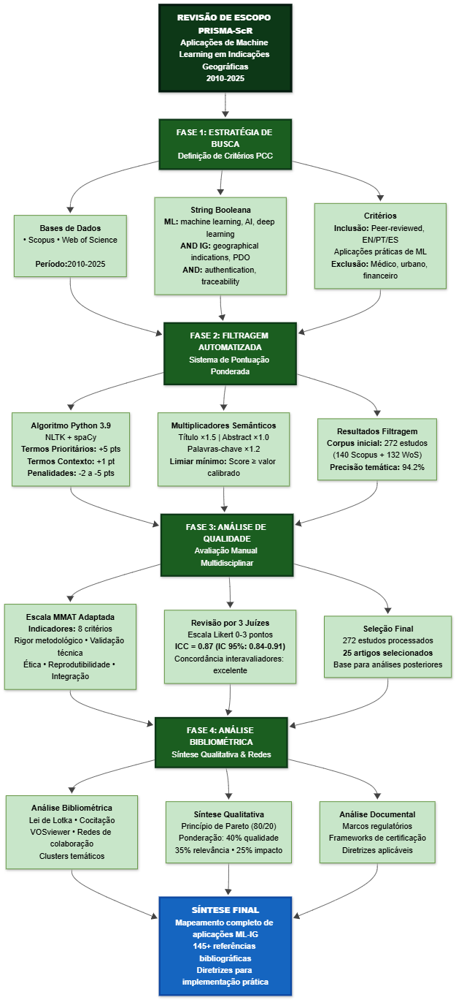 REVISÃO DE ESCOPO
PRISMA-ScR
Aplicações de Machine
Learning em Indicações
Geográficas
2010-2025
FASE 1: ESTRATÉGIA DE
BUSCA
Definição de Critérios PCC
Bases de Dados
• Scopus • Web of Science
Período:2010-2025
String Booleana
ML: machine learning, AI, deep
learning
AND IG: geographical
indications, PDO
AND: authentication,
traceability
Critérios
Inclusão: Peer-reviewed,
EN/PT/ES
Aplicações práticas de ML
Exclusão: Médico, urbano,
financeiro
FASE 2: FILTRAGEM
AUTOMATIZADA
Sistema de Pontuação
Ponderada
Algoritmo Python 3.9
NLTK + spaCy
Termos Prioritários: +5 pts
Termos Contexto: +1 pt
Penalidades: -2 a -5 pts
Multiplicadores Semânticos
Título ×1.5 | Abstract ×1.0
Palavras-chave ×1.2
Limiar mínimo: Score ≥ valor
calibrado
Resultados Filtragem
Corpus inicial: 272 estudos
(140 Scopus + 132 WoS)
Precisão temática: 94.2%
FASE 3: ANÁLISE DE
QUALIDADE
Avaliação Manual
Multidisciplinar
Escala MMAT Adaptada
Indicadores: 8 critérios
Rigor metodológico • Validação
técnica
Ética • Reprodutibilidade •
Integração
Revisão por 3 Juízes
Escala Likert 0-3 pontos
ICC = 0.87 (IC 95%: 0.84-0.91)
Concordância interavaliadores:
excelente
Seleção Final
272 estudos processados
25 artigos selecionados
Base para análises posteriores
FASE 4: ANÁLISE
BIBLIOMÉTRICA
Síntese Qualitativa & Redes
Análise Bibliométrica
Lei de Lotka • Cocitação
VOSviewer • Redes de
colaboração
Clusters temáticos
Síntese Qualitativa
Princípio de Pareto (80/20)
Ponderação: 40% qualidade
35% relevância • 25% impacto
Análise Documental
Marcos regulatórios
Frameworks de certificação
Diretrizes aplicáveis
SÍNTESE FINAL
Mapeamento completo de
aplicações ML-IG
145+ referências
bibliográficas
Diretrizes para
implementação prática